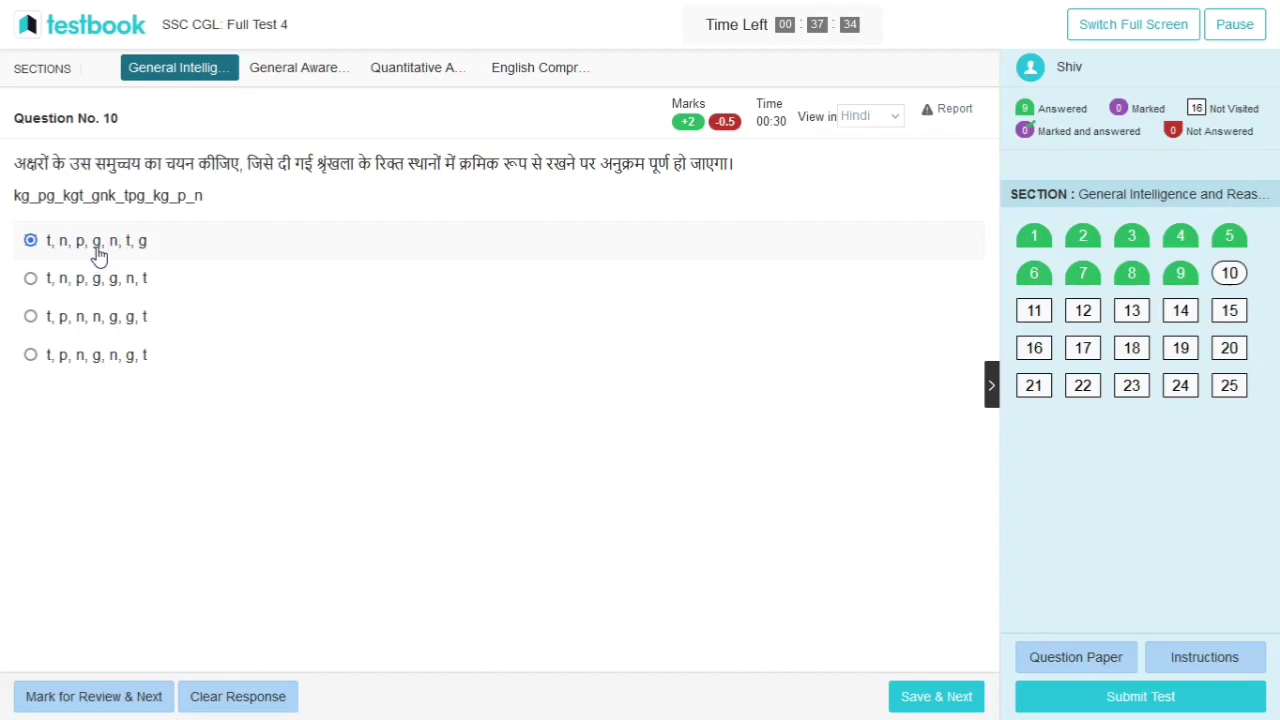 testbook SSC CGL: Full Test 4 Time Left 00 : 37 : 34 Switch Full Screen Pause
SECTIONS General Intellig... General Aware... Quantitative A... English Compr... Shiv
Question No. 10 Marks +2 -0.5 Time 00:30 View in Hindi Report
9 Answered 0 Marked 16 Not Visited
0 Marked and answered 0 Not Answered
अक्षरों के उस समुच्चय का चयन कीजिए, जिसे दी गई श्रृंखला के रिक्त स्थानों में क्रमिक रूप से रखने पर अनुक्रम पूर्ण हो जाएगा।
kg_pg_kgt_gnk_tpg_kg_p_n
t, n, p, g, n, t, g
t, n, p, g, g, n, t
t, p, n, n, g, g, t
t, p, n, g, n, g, t
SECTION : General Intelligence and Reas...
1 2 3 4 5
6 7 8 9 10
11 12 13 14 15
16 17 18 19 20
21 22 23 24 25
Question Paper Instructions
Mark for Review & Next Clear Response Save & Next Submit Test